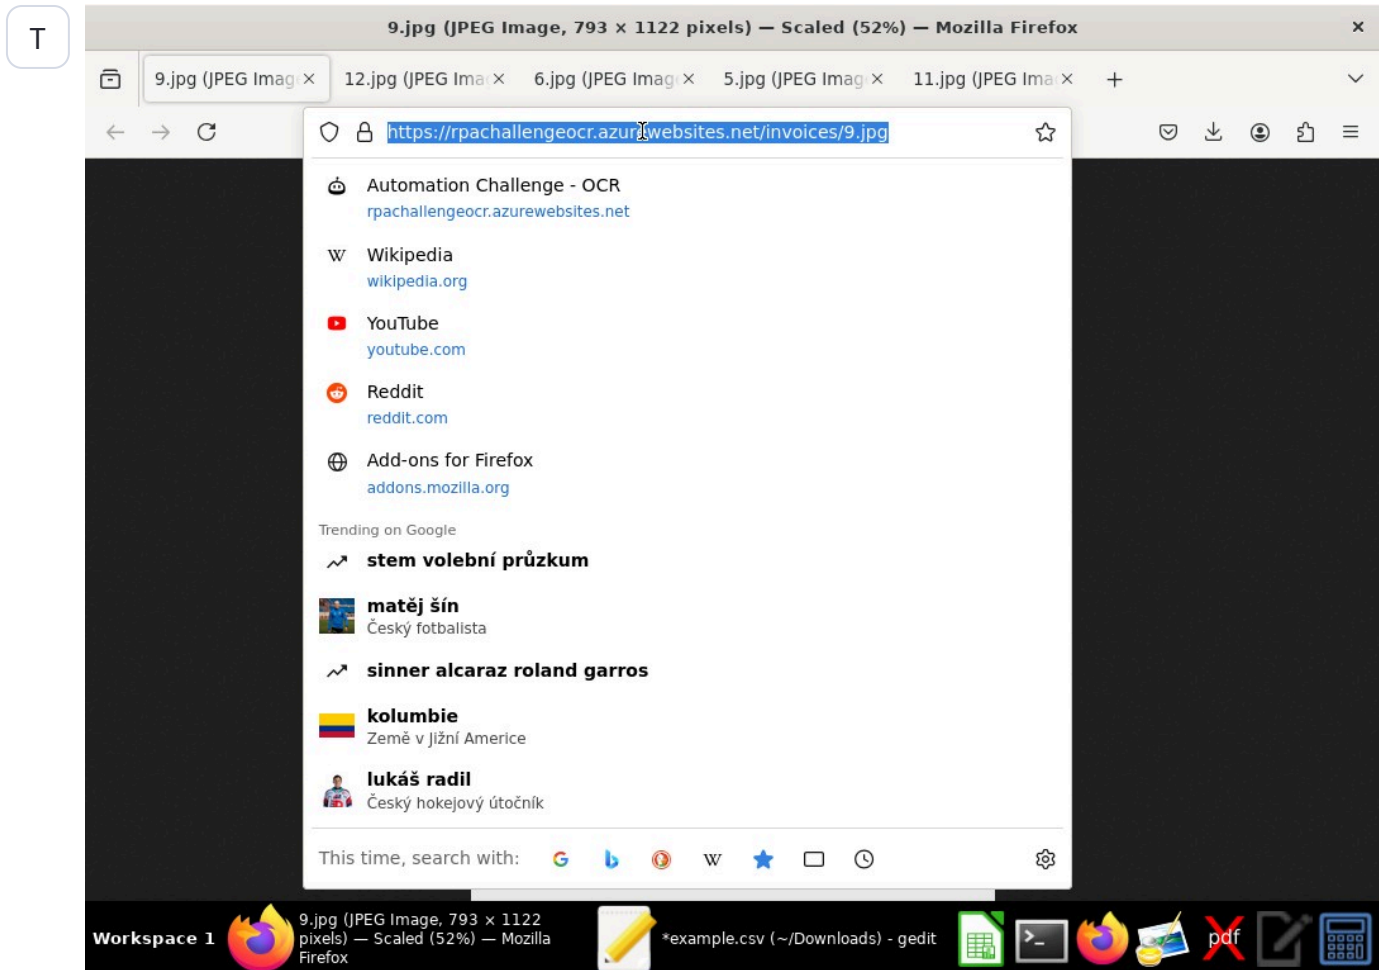 T
9.jpg (JPEG Image, 793 × 1122 pixels) — Scaled (52%) — Mozilla Firefox
9.jpg (JPEG Imag
12.jpg (JPEG Ima
6.jpg (JPEG Imag
5.jpg (JPEG Imag
11.jpg (JPEG Ima
https://rpachallengeocr.azurewebsites.net/invoices/9.jpg
Automation Challenge - OCR
rpachallengeocr.azurewebsites.net
W
Wikipedia
wikipedia.org
YouTube
youtube.com
Reddit
reddit.com
Add-ons for Firefox
addons.mozilla.org
Trending on Google
stem volební průzkum
matěj šín
Český fotbalista
sinner alcaraz roland garros
kolumbie
Země v Jižní Americe
lukáš radil
Český hokejový útočník
This time, search with:
G
W
Workspace 1
9.jpg (JPEG Image, 793 × 1122
pixels) — Scaled (52%) — Mozilla
Firefox
*example.csv (~/Downloads) - gedit
pdf